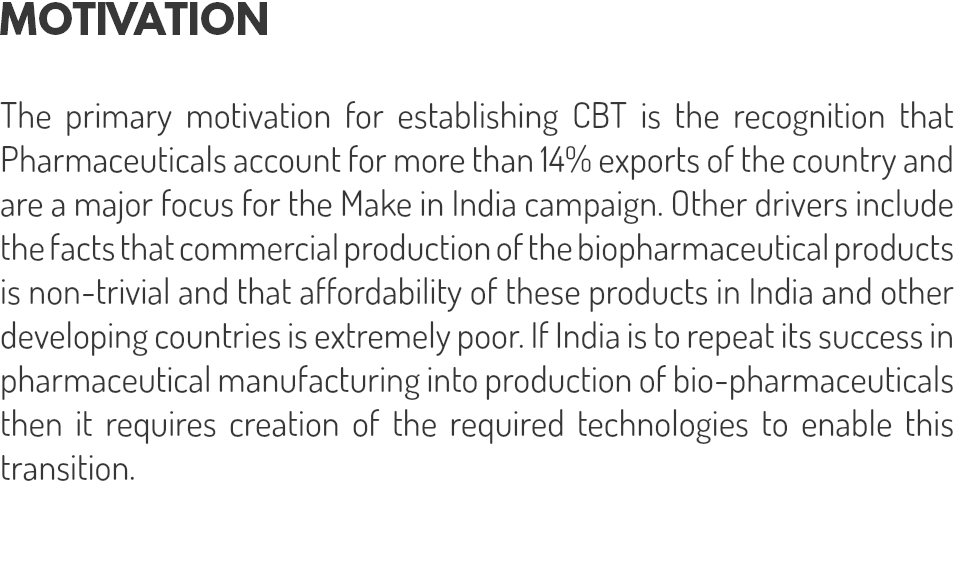 MOTIVATION
The primary motivation for establishing CBT is the recognition that
Pharmaceuticals account for more than 14% exports of the country and
are a major focus for the Make in India campaign. Other drivers include
the facts that commercial production of the biopharmaceutical products
is non-trivial and that affordability of these products in India and other
developing countries is extremely poor. If India is to repeat its success in
pharmaceutical manufacturing into production of bio-pharmaceuticals
then it requires creation of the required technologies to enable this
transition.